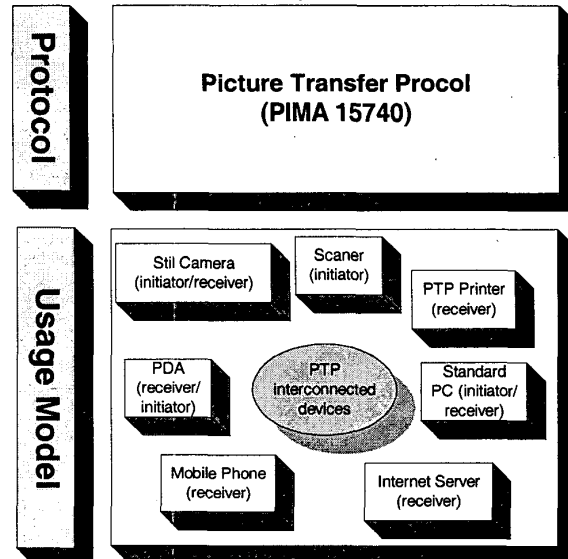 Protocol
Picture Transfer Procol
(PIMA 15740)
Usage Model
Stil Camera
(initiator/receiver)
Scaner
(initiator)
PTP Printer
(receiver)
PDA
(receiver/
initiator)
PTP
interconnected
devices
Standard
PC (initiator/
receiver)
Mobile Phone
(receiver)
Internet Server
(receiver)